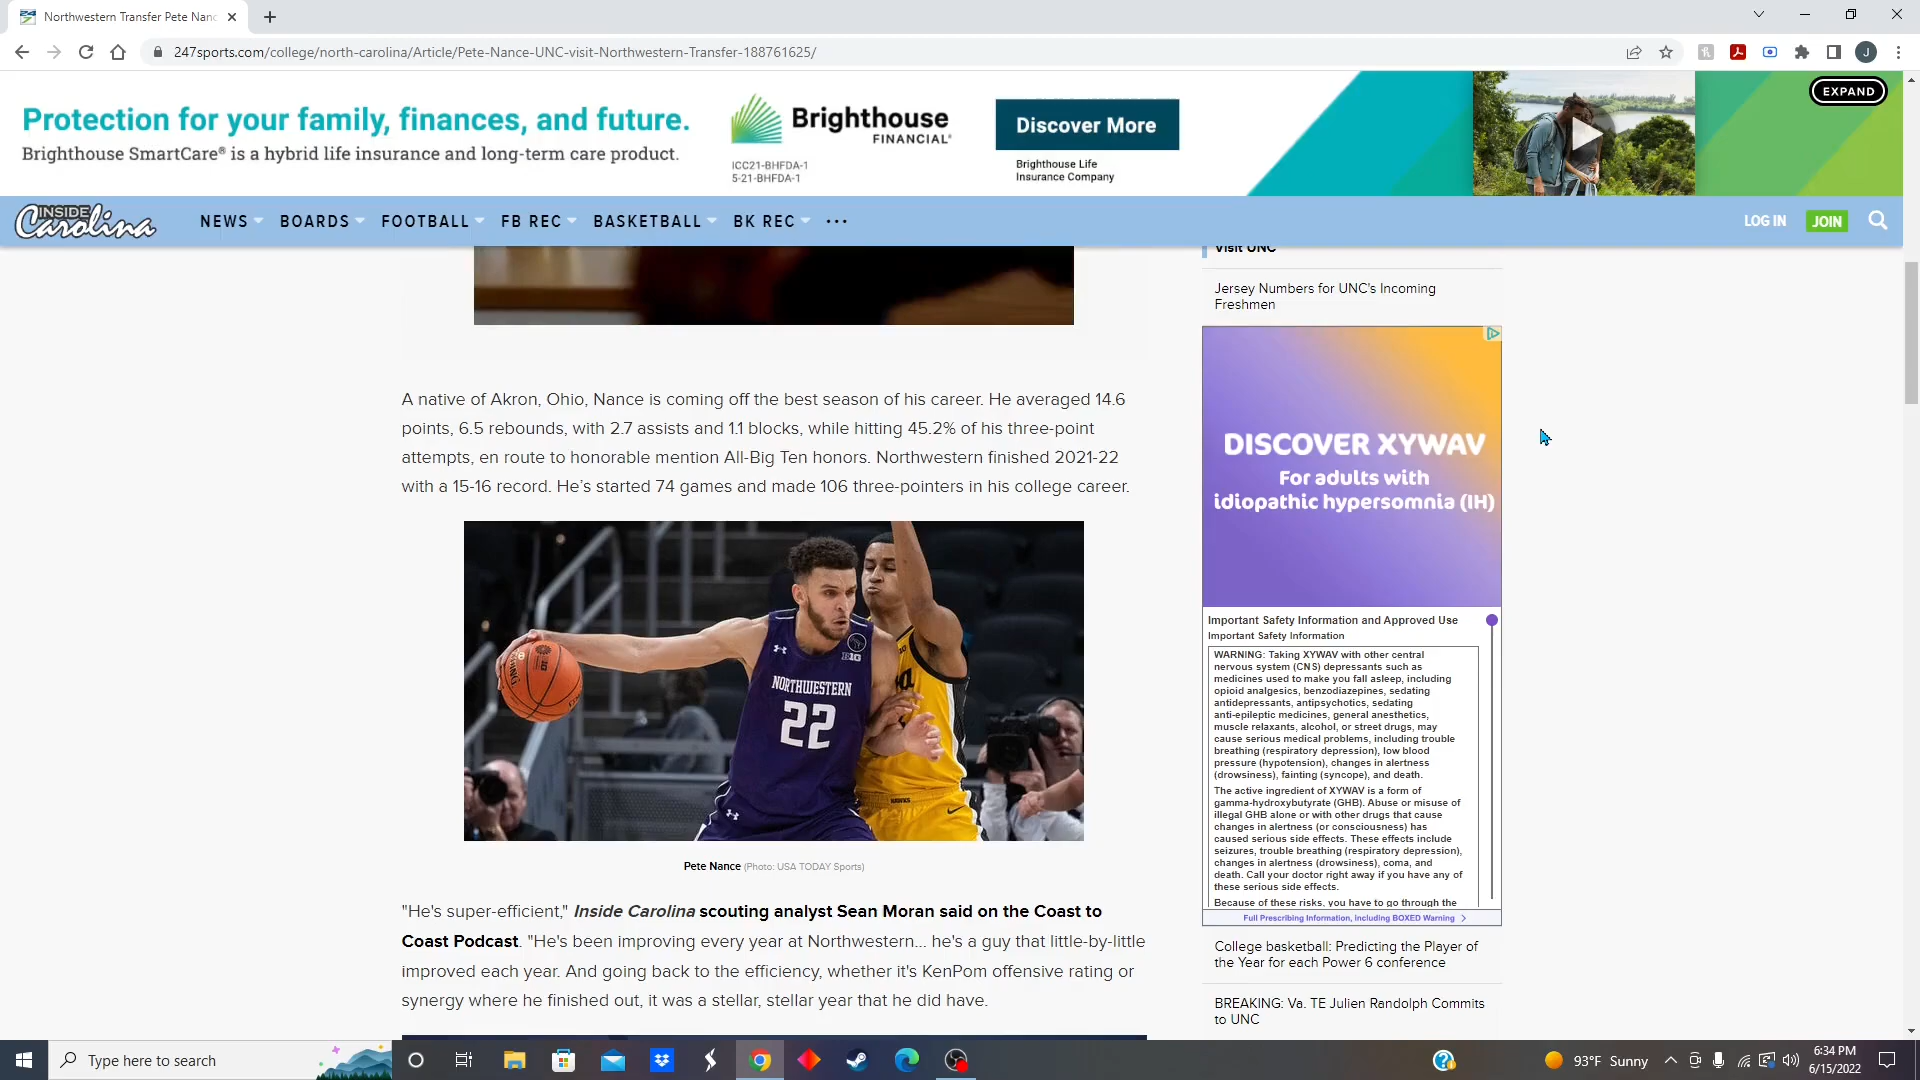 Northwestern Transfer Pete Nanc
247sports.com/college/north-carolina/Article/Pete-Nance-UNC-visit-Northwestern-Transfer-188761625/
J
Protection for your family, finances, and future.
Brighthouse SmartCare® is a hybrid life insurance and long-term care product.
Brighthouse
FINANCIAL®
ICC21-BHFDA-1
5-21-BHFDA-1
Discover More
Brighthouse Life
Insurance Company
EXPAND
INSIDE
Carolina
NEWS BOARDS FOOTBALL FB REC BASKETBALL BK REC ...
LOG IN JOIN
Visit UNC
Jersey Numbers for UNC's Incoming
Freshmen
A native of Akron, Ohio, Nance is coming off the best season of his career. He averaged 14.6
points, 6.5 rebounds, with 2.7 assists and 1.1 blocks, while hitting 45.2% of his three-point
attempts, en route to honorable mention All-Big Ten honors. Northwestern finished 2021-22
with a 15-16 record. He's started 74 games and made 106 three-pointers in his college career.
B1G
NORTHWESTERN
22
HAWKS
Pete Nance (Photo: USA TODAY Sports)
"He's super-efficient," Inside Carolina scouting analyst Sean Moran said on the Coast to
Coast Podcast. "He's been improving every year at Northwestern... he's a guy that little-by-little
improved each year. And going back to the efficiency, whether it's KenPom offensive rating or
synergy where he finished out, it was a stellar, stellar year that he did have.
DISCOVER XYWAV
For adults with
idiopathic hypersomnia (IH)
Important Safety Information and Approved Use
Important Safety Information
WARNING: Taking XYWAV with other central
nervous system (CNS) depressants such as
medicines used to make you fall asleep, including
opioid analgesics, benzodiazepines, sedating
antidepressants, antipsychotics, sedating
anti-epileptic medicines, general anesthetics,
muscle relaxants, alcohol, or street drugs, may
cause serious medical problems, including trouble
breathing (respiratory depression), low blood
pressure (hypotension), changes in alertness
(drowsiness), fainting (syncope), and death.
The active ingredient of XYWAV is a form of
gamma-hydroxybutyrate (GHB). Abuse or misuse of
illegal GHB alone or with other drugs that cause
changes in alertness (or consciousness) has
caused serious side effects. These effects include
seizures, trouble breathing (respiratory depression),
changes in alertness (drowsiness), coma, and
death. Call your doctor right away if you have any of
these serious side effects.
Because of these risks, you have to go through the
Full Prescribing Information, Including BOXED Warning >
College basketball: Predicting the Player of
the Year for each Power 6 conference
BREAKING: Va. TE Julien Randolph Commits
to UNC
Type here to search
93°F Sunny
6:34 PM
6/15/2022